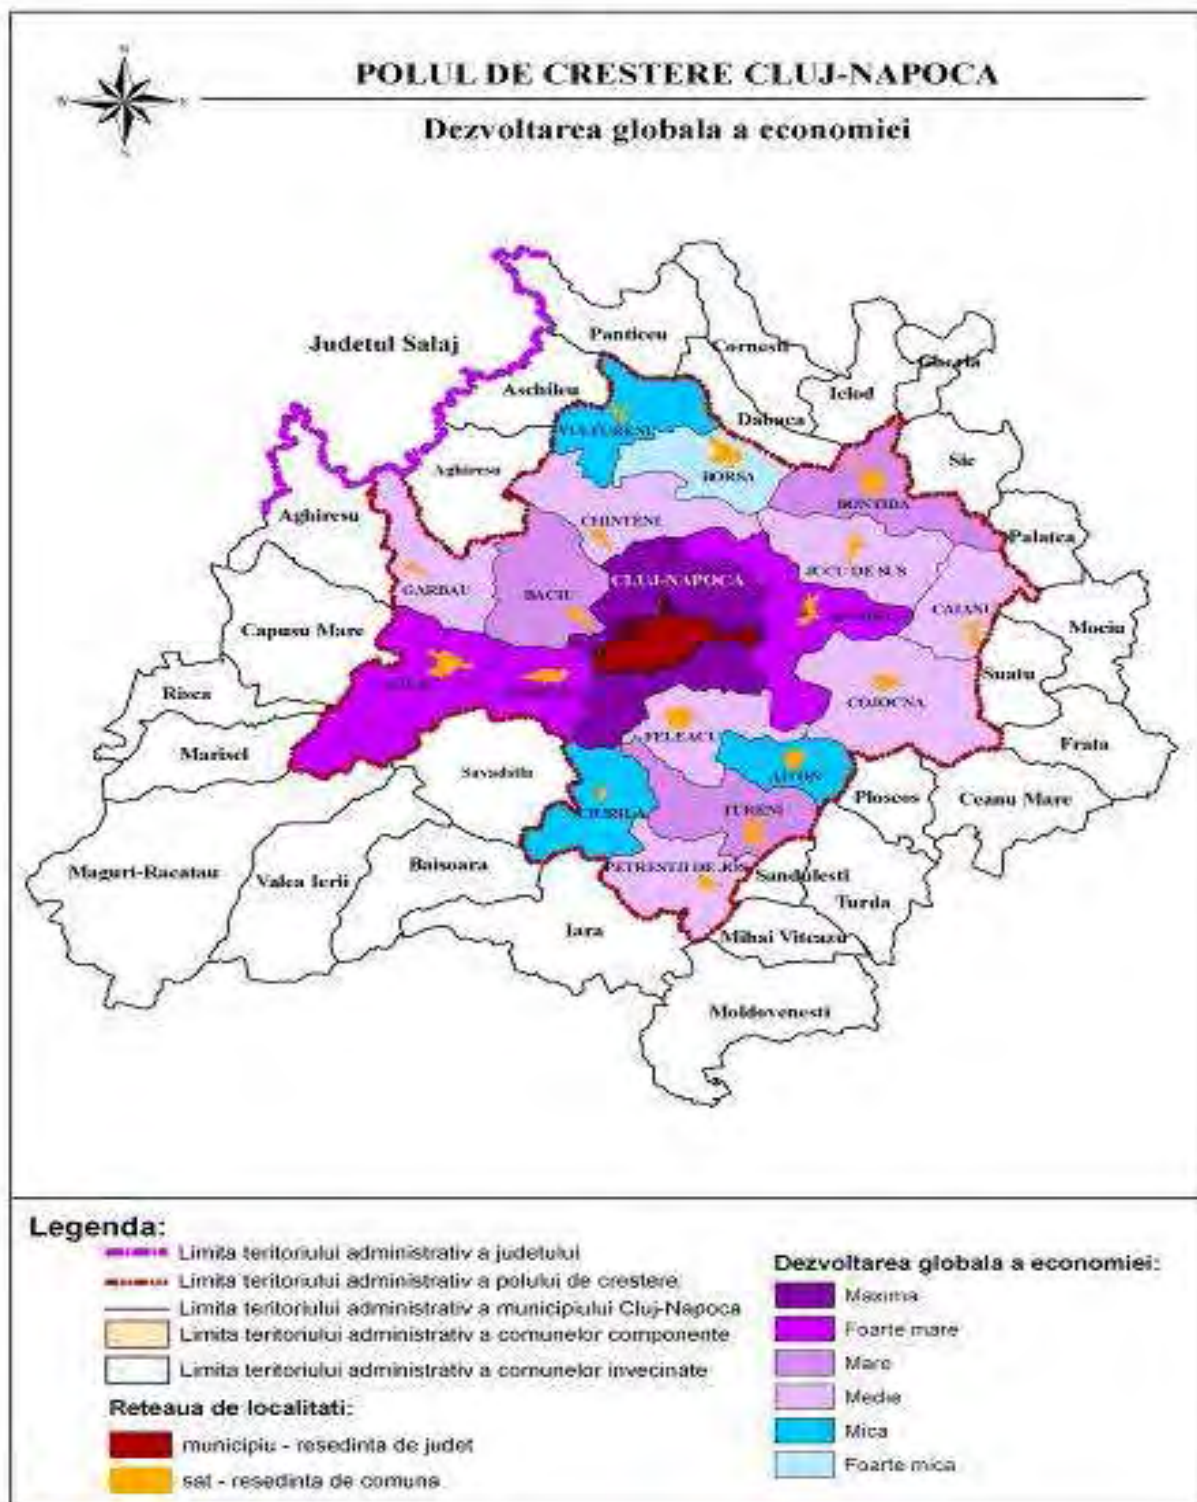 N
W
E
S
POLUL DE CRESTERE CLUJ-NAPOCA
Dezvoltarea globala a economiei
Judetul Salaj
Panticeu
Cornesti
Gherla
Iclod
Aschileu
Dabaca
VULTURENI
Aghiresu
BORSA
Sic
BONTIDA
Aghiresu
CHINTENI
Palatca
JUCU DE SUS
CLUJ-NAPOCA
GARBAU
BACIU
CAIANU
Capusu Mare
Mociu
Suatu
Risca
COJOCNA
FELEACU
Frata
Marisel
Savadisla
AITON
Ploscos
Ceanu Mare
CIURILA
TURENI
Maguri-Racatau
Valea Ierii
Baisoara
PETRESTII DE JOS
Sandulesti
Turda
Iara
Mihai Viteazu
Moldovenesti
Legenda:
Limita teritoriului administrativ a judetului
Limita teritoriului administrativ a polului de crestere
Limita teritoriului administrativ a municipiului Cluj-Napoca
Limita teritoriului administrativ a comunelor componente
Limita teritoriului administrativ a comunelor invecinate
Reteaua de localitati:
municipiu - resedinta de judet
sat - resedinta de comuna
Dezvoltarea globala a economiei:
Maxima
Foarte mare
Mare
Medie
Mica
Foarte mica